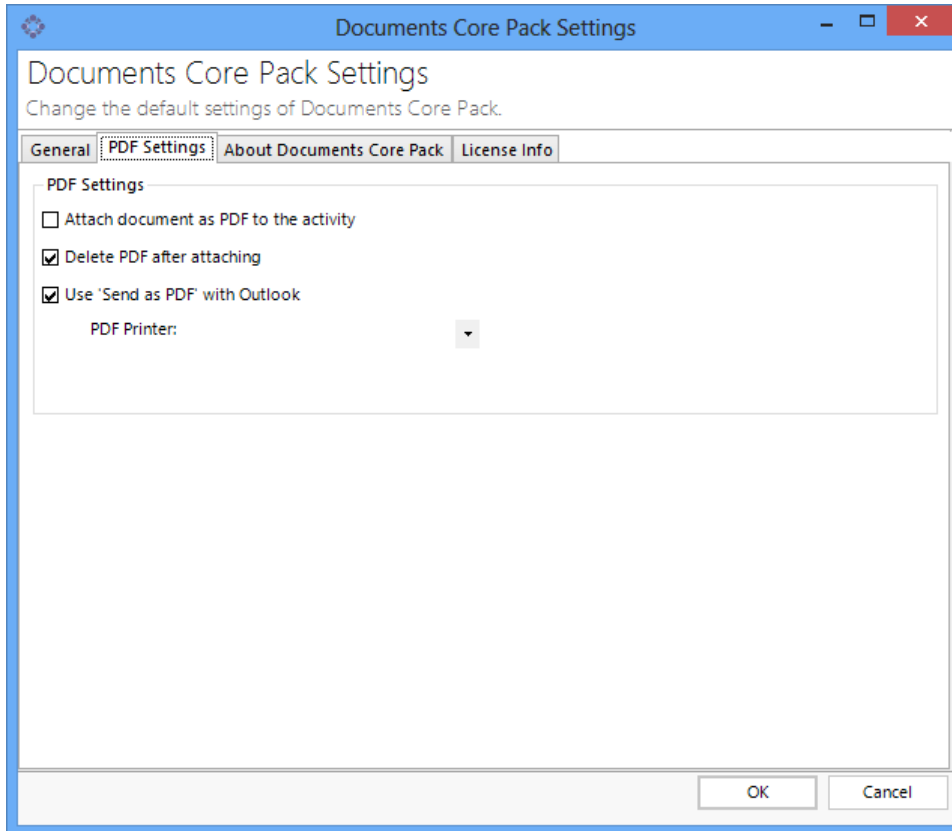 Documents Core Pack Settings
Documents Core Pack Settings
Change the default settings of Documents Core Pack.
General PDF Settings About Documents Core Pack License Info
PDF Settings
Attach document as PDF to the activity
Delete PDF after attaching
Use 'Send as PDF' with Outlook
PDF Printer:
OK Cancel